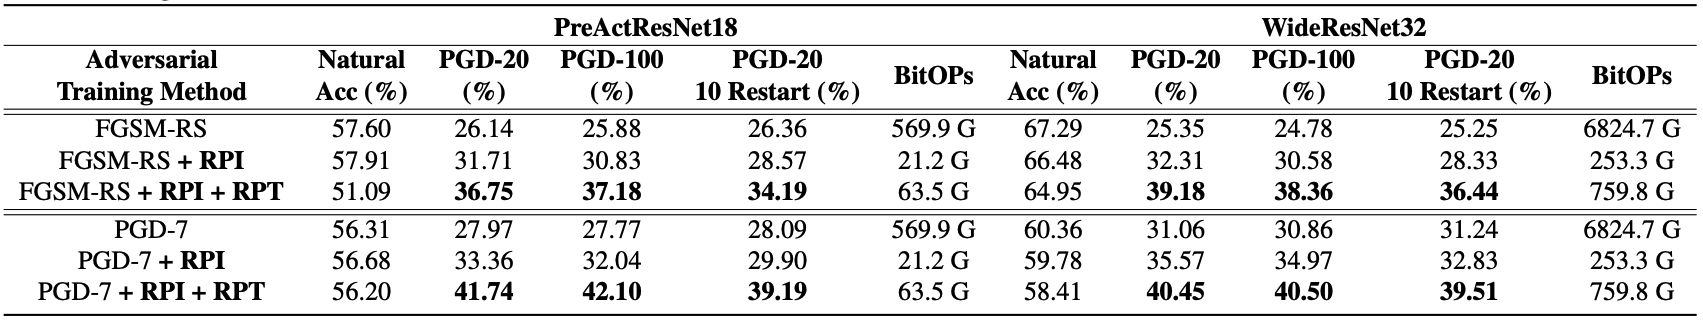 PreActResNet18 WideResNet32
Adversarial Training Method Natural Acc (%) PGD-20 (%) PGD-100 (%) PGD-20 10 Restart (%) BitOPs Natural Acc (%) PGD-20 (%) PGD-100 (%) PGD-20 10 Restart (%) BitOPs
FGSM-RS 57.60 26.14 25.88 26.36 569.9 G 67.29 25.35 24.78 25.25 6824.7 G
FGSM-RS + RPI 57.91 31.71 30.83 28.57 21.2 G 66.48 32.31 30.58 28.33 253.3 G
FGSM-RS + RPI + RPT 51.09 36.75 37.18 34.19 63.5 G 64.95 39.18 38.36 36.44 759.8 G
PGD-7 56.31 27.97 27.77 28.09 569.9 G 60.36 31.06 30.86 31.24 6824.7 G
PGD-7 + RPI 56.68 33.36 32.04 29.90 21.2 G 59.78 35.57 34.97 32.83 253.3 G
PGD-7 + RPI + RPT 56.20 41.74 42.10 39.19 63.5 G 58.41 40.45 40.50 39.51 759.8 G